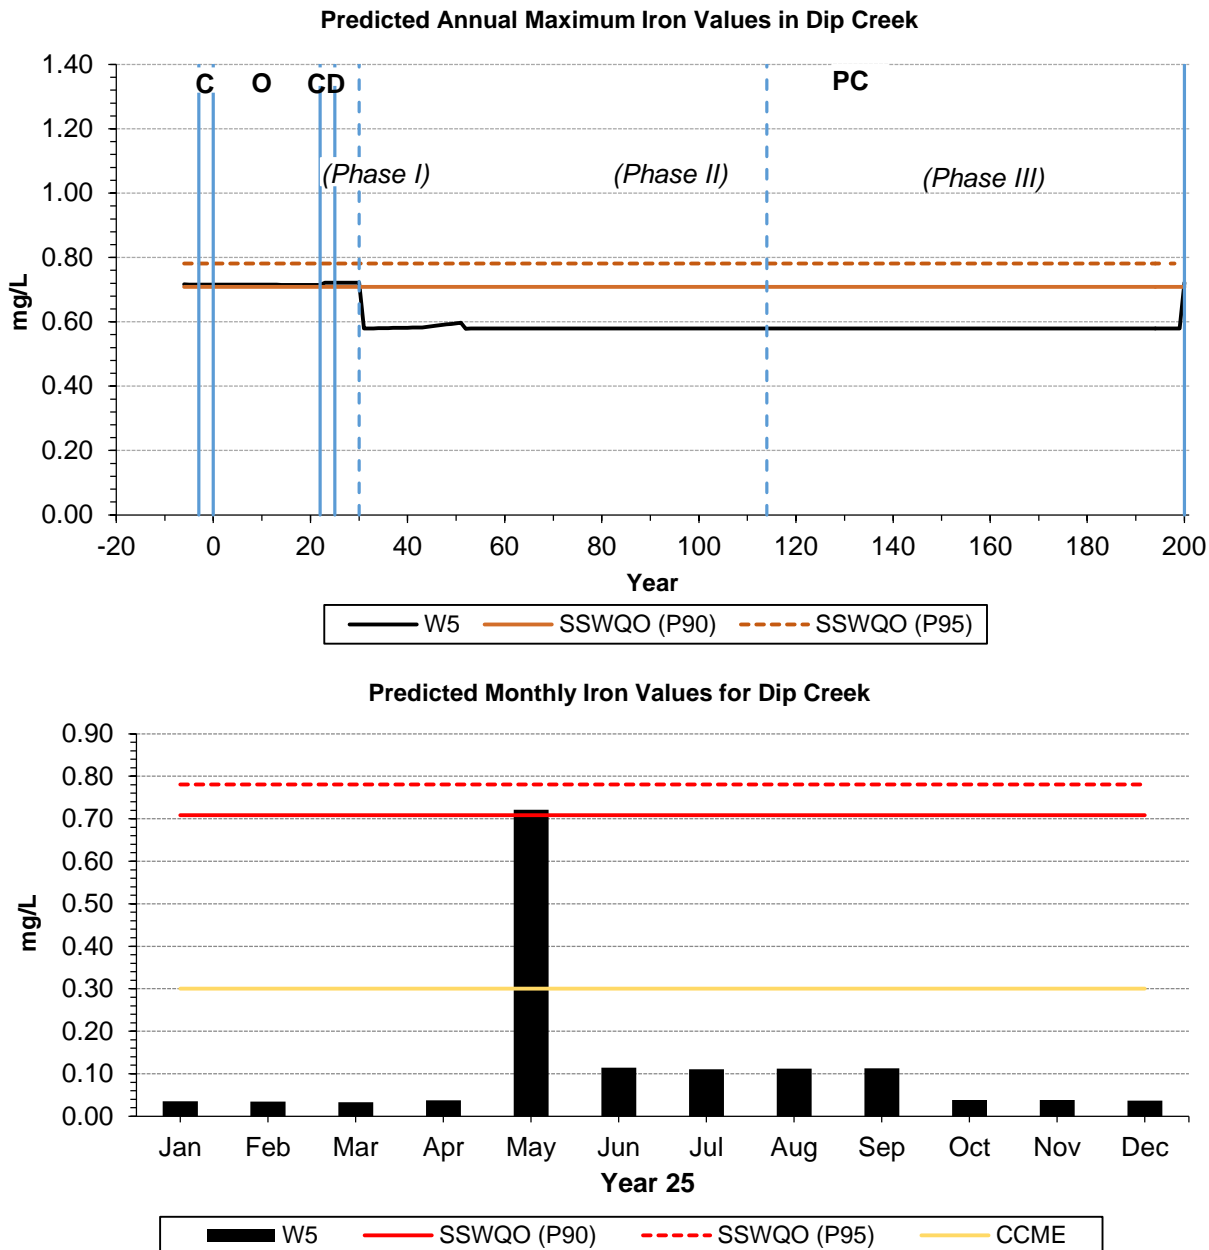 Predicted Annual Maximum Iron Values in Dip Creek
1.40
C O C D PC
1.20
(Phase I) (Phase II) (Phase III)
1.00
0.80
mg/L
0.60
0.40
0.20
0.00
-20 0 20 40 60 80 100 120 140 160 180 200
Year
W5 SSWQO (P90) SSWQO (P95)
Predicted Monthly Iron Values for Dip Creek
0.90
0.80
0.70
0.60
0.50
mg/L
0.40
0.30
0.20
0.10
0.00
Jan Feb Mar Apr May Jun Jul Aug Sep Oct Nov Dec
Year 25
W5 SSWQO (P90) SSWQO (P95) CCME